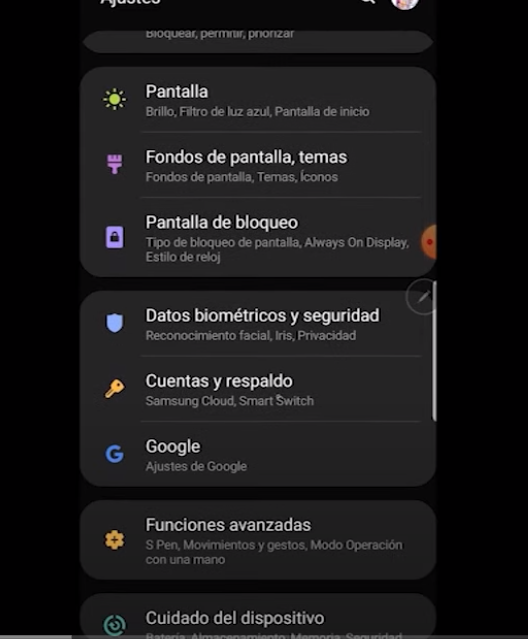 Ajustes
Bloquear, permitir, priorizar
Pantalla
Brillo, Filtro de luz azul, Pantalla de inicio
Fondos de pantalla, temas
Fondos de pantalla, Temas, Íconos
Pantalla de bloqueo
Tipo de bloqueo de pantalla, Always On Display,
Estilo de reloj
Datos biométricos y seguridad
Reconocimiento facial, Iris, Privacidad
Cuentas y respaldo
Samsung Cloud, Smart Switch
Google
Ajustes de Google
Funciones avanzadas
S Pen, Movimientos y gestos, Modo Operación
con una mano
Cuidado del dispositivo
Batería, Almacenamiento, Memoria, Seguridad